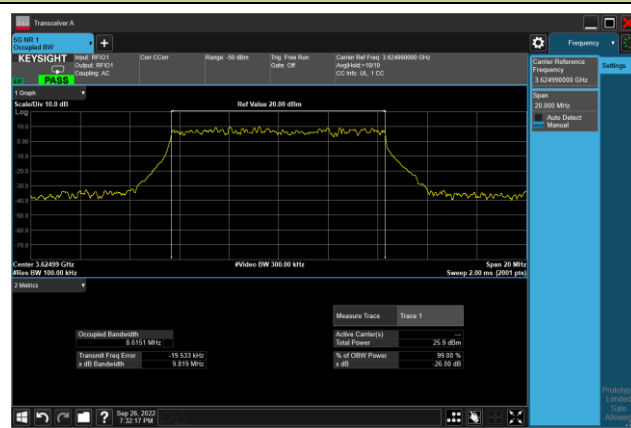 Transceiver A
5G NR 1
Occupied BW
Frequency
KEYSIGHT
Input: RFIO1
Output: RFIO1
Coupling: AC
Corr CCorr
Range: -50 dBm
Trig: Free Run
Gate: Off
Carrier Ref Freq: 3.624990000 GHz
Avg|Hold:>10/10
CC Info: UL, 1 CC
PASS
Carrier Reference
Frequency
3.624990000 GHz
Settings
Span
20.000 MHz
Auto Detect
Manual
1 Graph
Scale/Div 10.0 dB
Ref Value 20.00 dBm
Log
10.0
0.00
-10.0
-20.0
-30.0
-40.0
-50.0
-60.0
-70.0
Center 3.62499 GHz
#Video BW 300.00 kHz
Span 20 MHz
#Res BW 100.00 kHz
Sweep 2.00 ms (2001 pts)
2 Metrics
Measure Trace Trace 1
Occupied Bandwidth
8.6151 MHz
Active Carrier(s) ---
Total Power 25.9 dBm
Transmit Freq Error -19.533 kHz
x dB Bandwidth 9.819 MHz
% of OBW Power 99.00 %
x dB -26.00 dB
Prototype
Limited
Sale
Allowed
Sep 26, 2022
7:32:17 PM